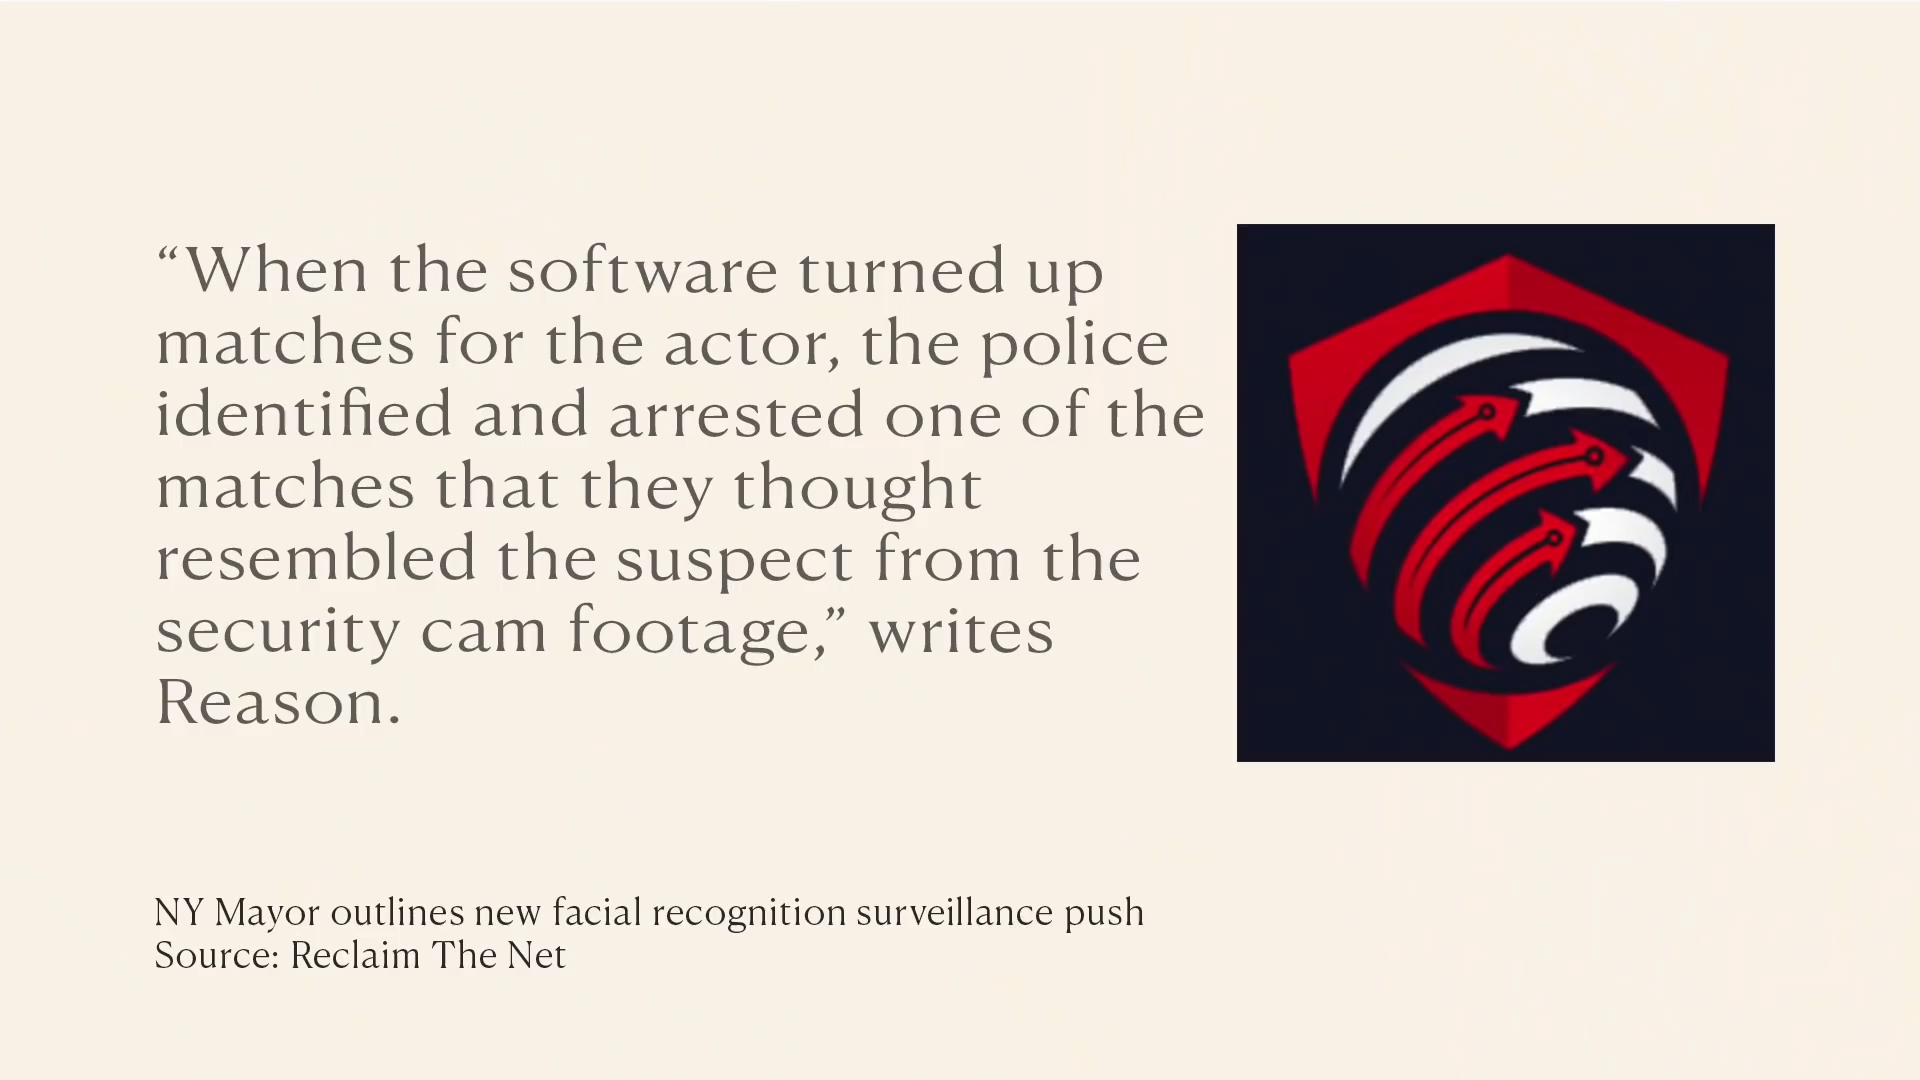 “When the software turned up
matches for the actor, the police
identified and arrested one of the
matches that they thought
resembled the suspect from the
security cam footage,” writes
Reason.
NY Mayor outlines new facial recognition surveillance push
Source: Reclaim The Net